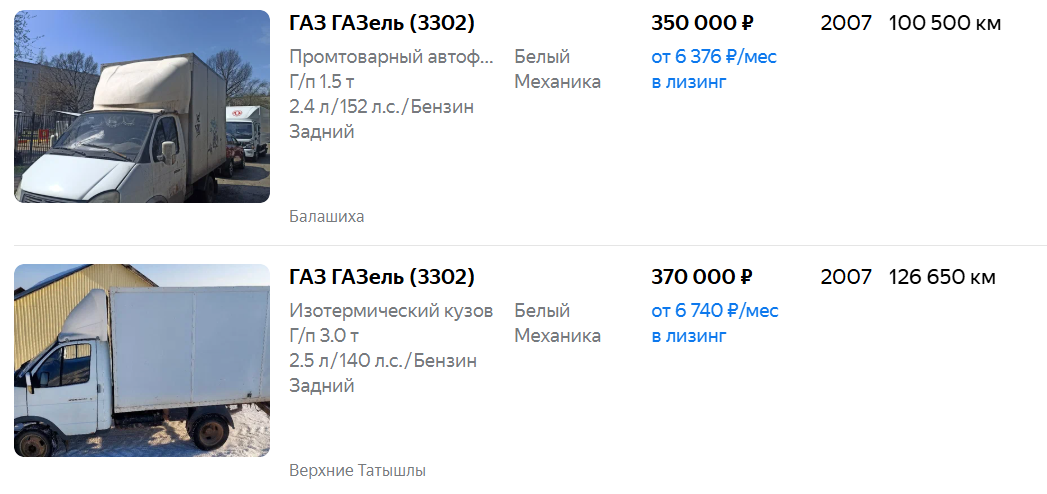 ГАЗ ГАЗель (3302)
350 000 ₽
2007
100 500 км
Промтоварный автоф...
Белый
от 6 376 ₽/мес
Г/п 1.5 т
Механика
в лизинг
2.4 л/152 л.с./Бензин
Задний
Балашиха
ГАЗ ГАЗель (3302)
370 000 ₽
2007
126 650 км
Изотермический кузов
Белый
от 6 740 ₽/мес
Г/п 3.0 т
Механика
в лизинг
2.5 л/140 л.с./Бензин
Задний
Верхние Татышлы